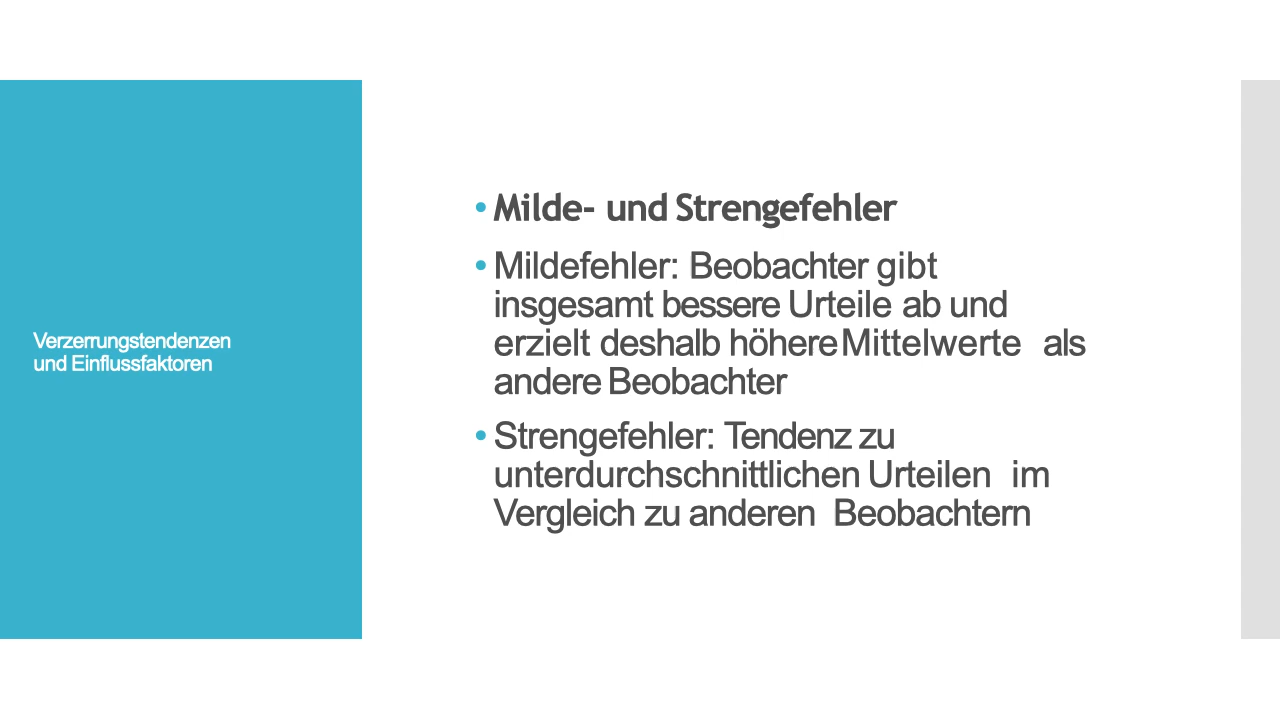 Verzerrungstendenzen
und Einflussfaktoren
• Milde- und Strengefehler
• Mildefehler: Beobachter gibt
insgesamt bessere Urteile ab und
erzielt deshalb höhere Mittelwerte als
andere Beobachter
• Strengefehler: Tendenz zu
unterdurchschnittlichen Urteilen im
Vergleich zu anderen Beobachtern